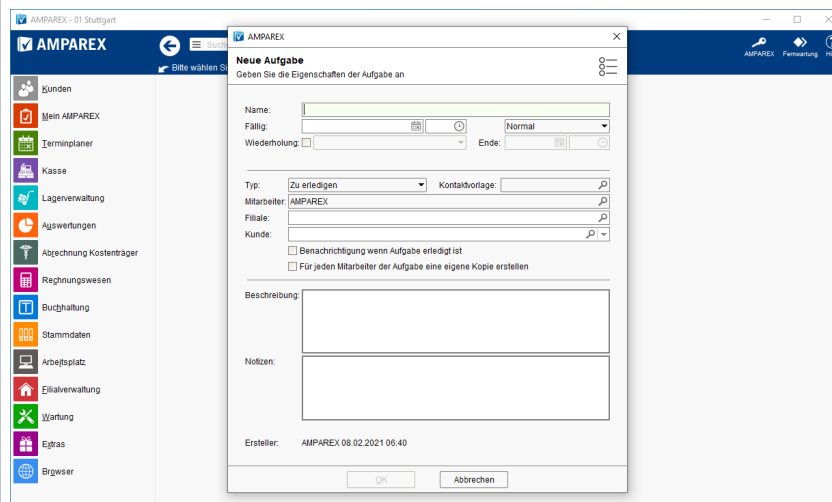 AMPAREX - 01 Stuttgart
AMPAREX
Bitte wählen
AMPAREX
Fernwartung
Kunden
Mein AMPAREX
Terminplaner
Kasse
Lagerverwaltung
Auswertungen
Abrechnung Kostenträger
Rechnungswesen
Buchhaltung
Stammdaten
Arbeitsplatz
Filialverwaltung
Wartung
Extras
Browser
AMPAREX
Neue Aufgabe
Geben Sie die Eigenschaften der Aufgabe an
Name:
Fällig: Normal
Wiederholung: Ende:
Typ: Zu erledigen Kontaktvorlage:
Mitarbeiter: AMPAREX
Filiale:
Kunde:
Benachrichtigung wenn Aufgabe erledigt ist
Für jeden Mitarbeiter der Aufgabe eine eigene Kopie erstellen
Beschreibung:
Notizen:
Ersteller: AMPAREX 08.02.2021 06:40
OK Abbrechen